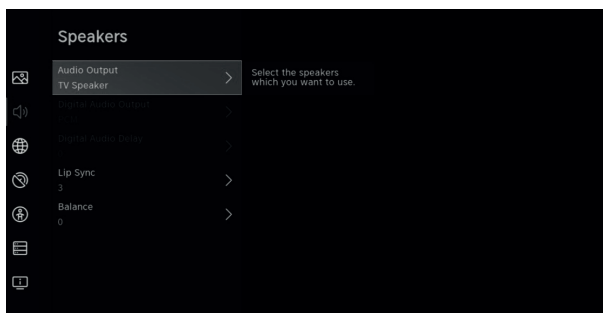 Speakers
Audio Output
TV Speaker
Select the speakers
which you want to use.
Digital Audio Output
Digital Audio Delay
Lip Sync
3
Balance
0